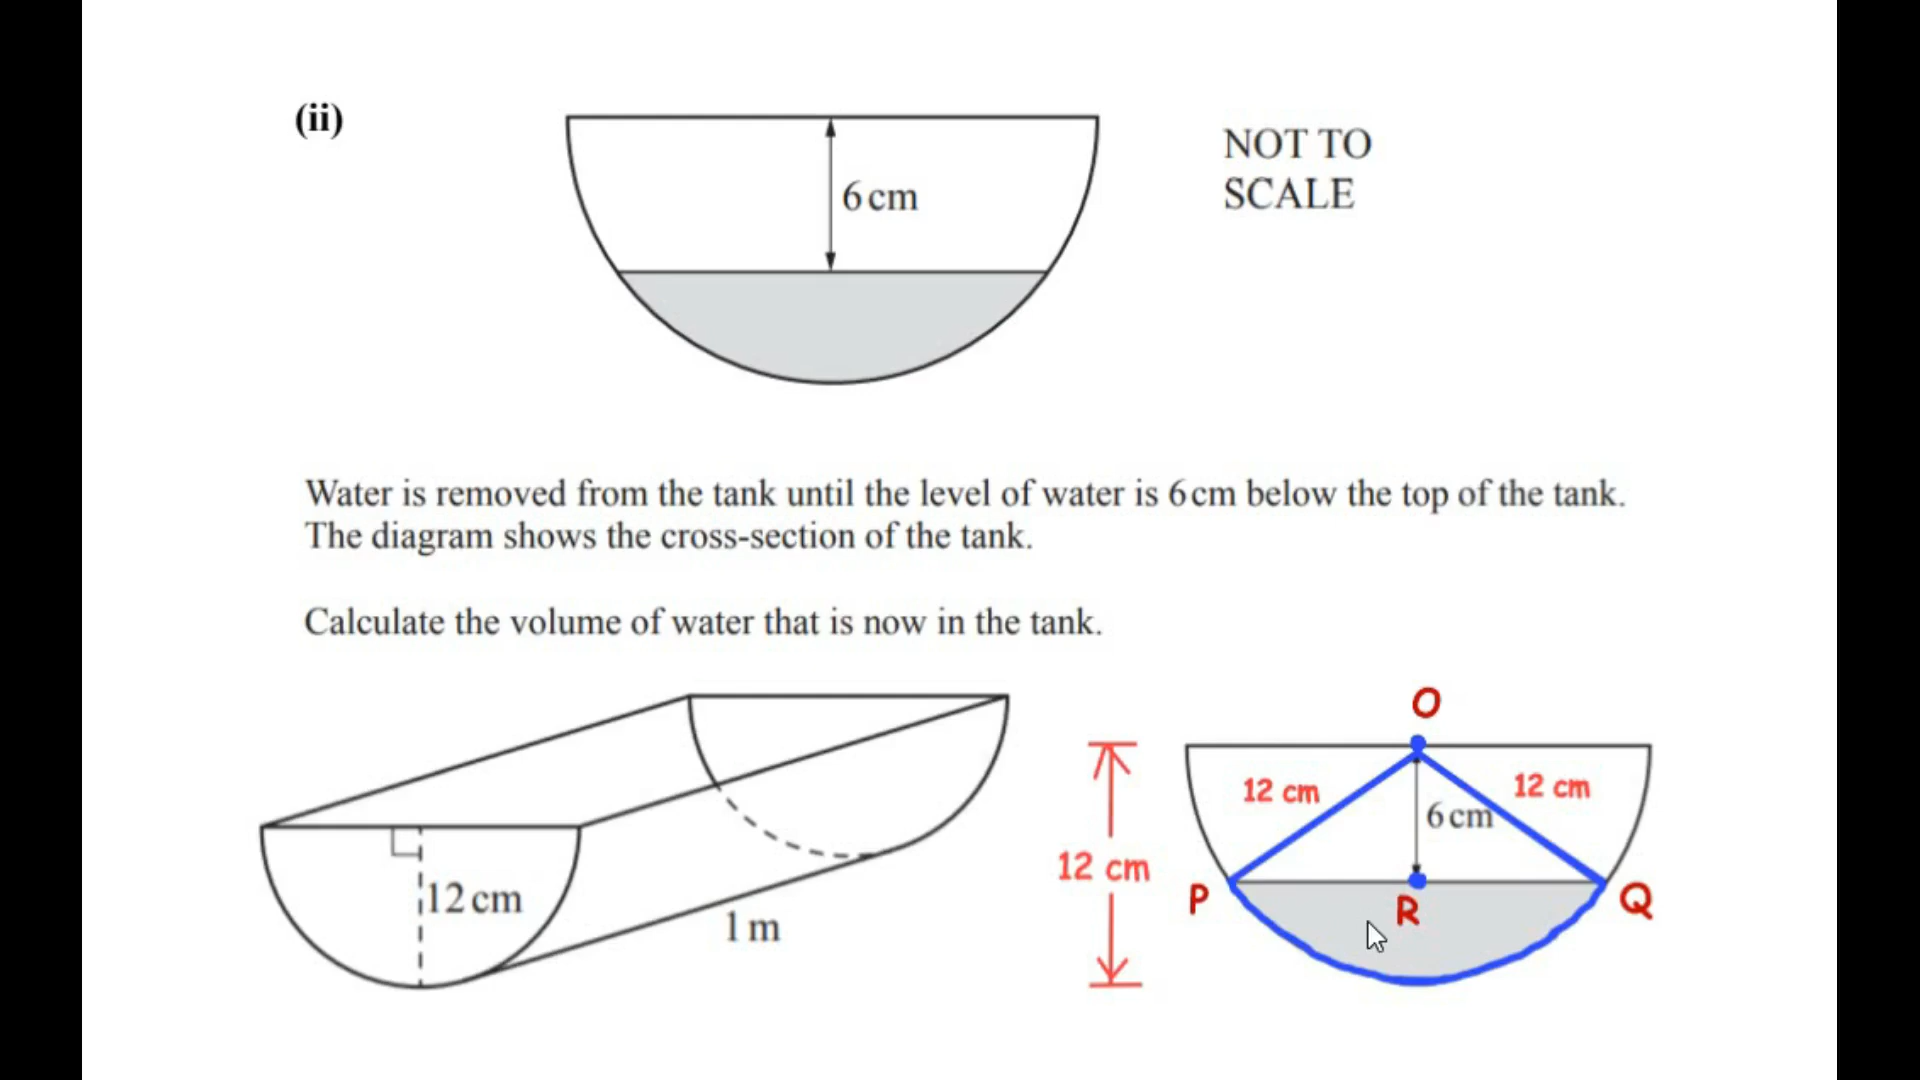 (ii)
6 cm
NOT TO
SCALE
Water is removed from the tank until the level of water is 6 cm below the top of the tank.
The diagram shows the cross-section of the tank.
Calculate the volume of water that is now in the tank.
12 cm
1 m
12 cm
O
12 cm
12 cm
6 cm
P
R
Q